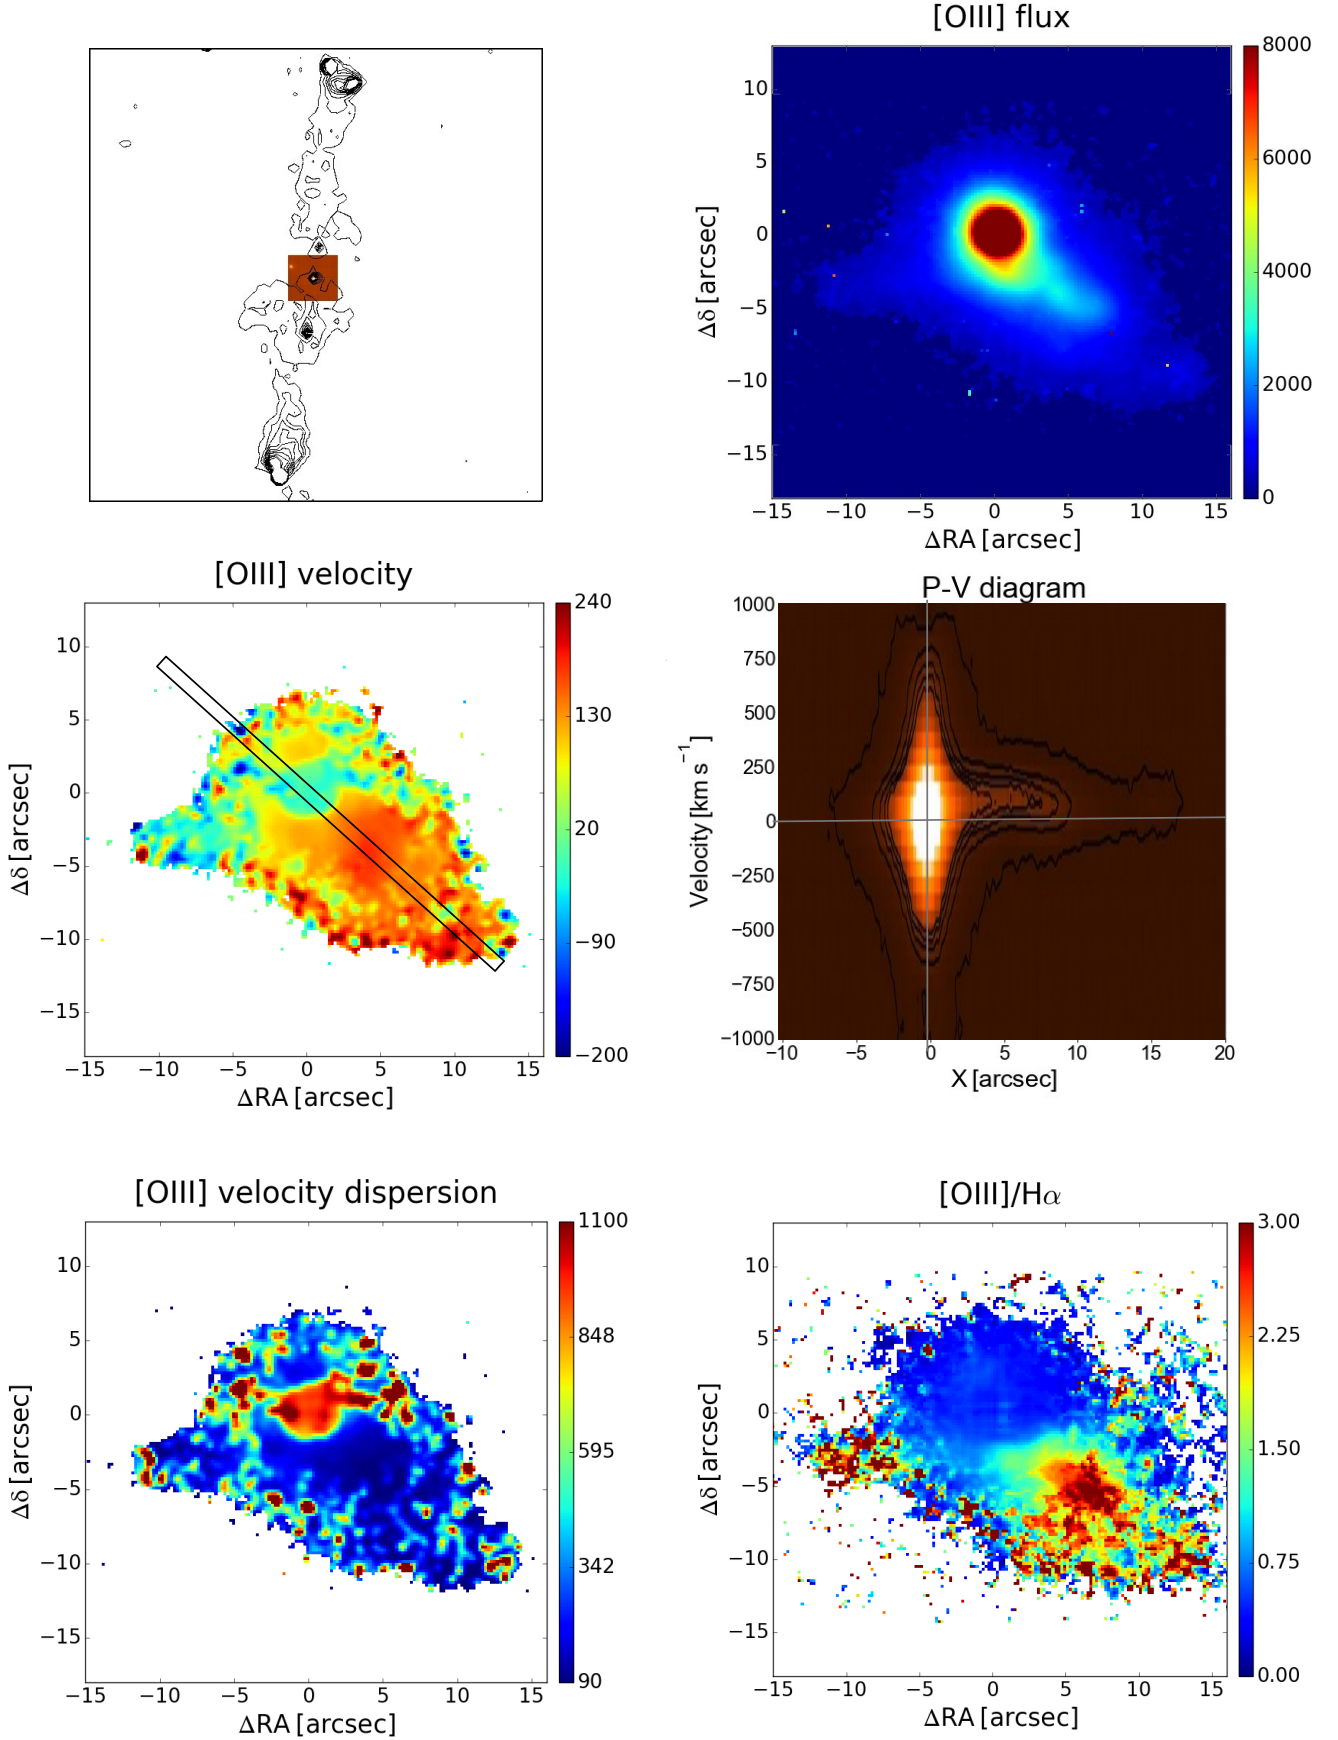 [OIII] flux
10
5
0
−5
−10
−15
Δδ [arcsec]
−15 −10 −5 0 5 10 15
ΔRA [arcsec]
8000
6000
4000
2000
0
[OIII] velocity
10
5
0
−5
−10
−15
Δδ [arcsec]
−15 −10 −5 0 5 10 15
ΔRA [arcsec]
240
130
20
−90
−200
P-V diagram
1000
750
500
250
0
−250
−500
−750
−1000
Velocity [km s−1]
−10 −5 0 5 10 15 20
X [arcsec]
[OIII] velocity dispersion
10
5
0
−5
−10
−15
Δδ [arcsec]
−15 −10 −5 0 5 10 15
ΔRA [arcsec]
1100
848
595
342
90
[OIII]/Hα
10
5
0
−5
−10
−15
Δδ [arcsec]
−15 −10 −5 0 5 10 15
ΔRA [arcsec]
3.00
2.25
1.50
0.75
0.00